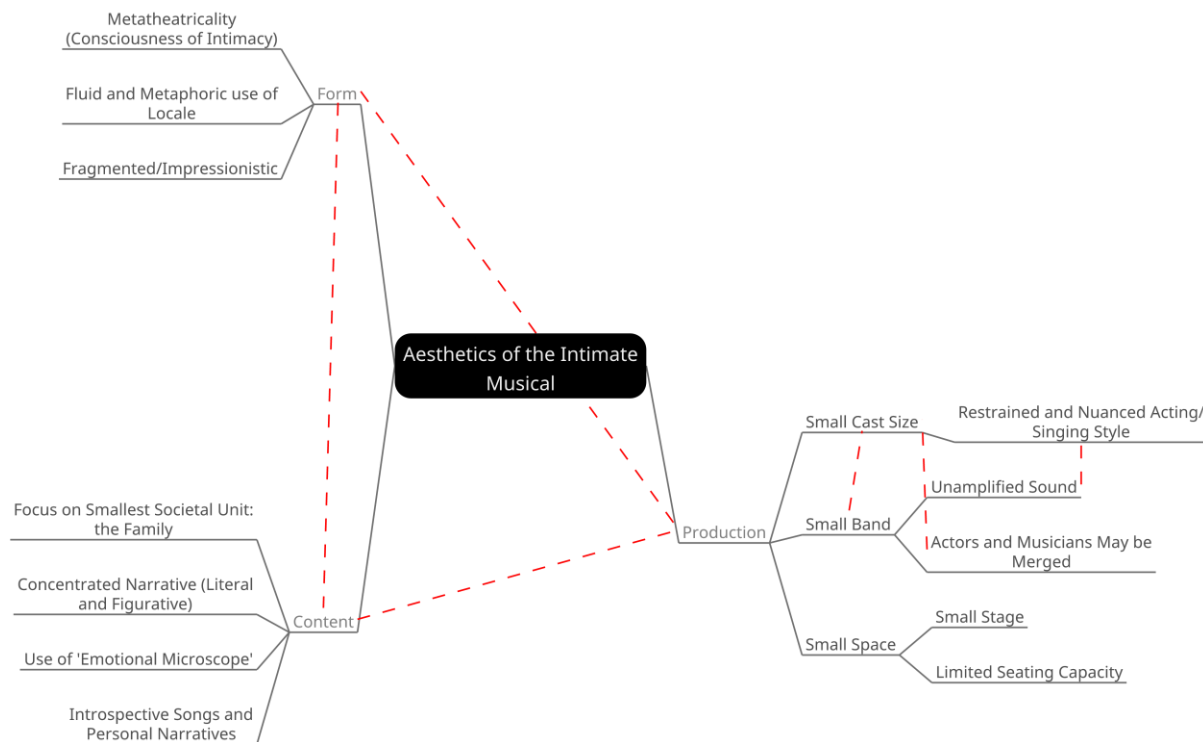 Metatheatricality
(Consciousness of Intimacy)
Fluid and Metaphoric use of
Locale
Fragmented/Impressionistic
Form
Aesthetics of the Intimate
Musical
Focus on Smallest Societal Unit:
the Family
Concentrated Narrative (Literal
and Figurative)
Use of 'Emotional Microscope'
Introspective Songs and
Personal Narratives
Content
Production
Small Cast Size
Restrained and Nuanced Acting/
Singing Style
Small Band
Unamplified Sound
Actors and Musicians May be
Merged
Small Space
Small Stage
Limited Seating Capacity